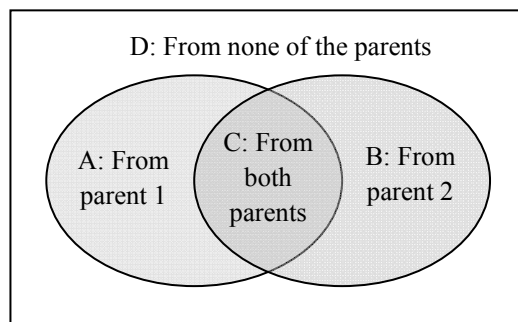 D: From none of the parents
A: From
parent 1
C: From
both
parents
B: From
parent 2